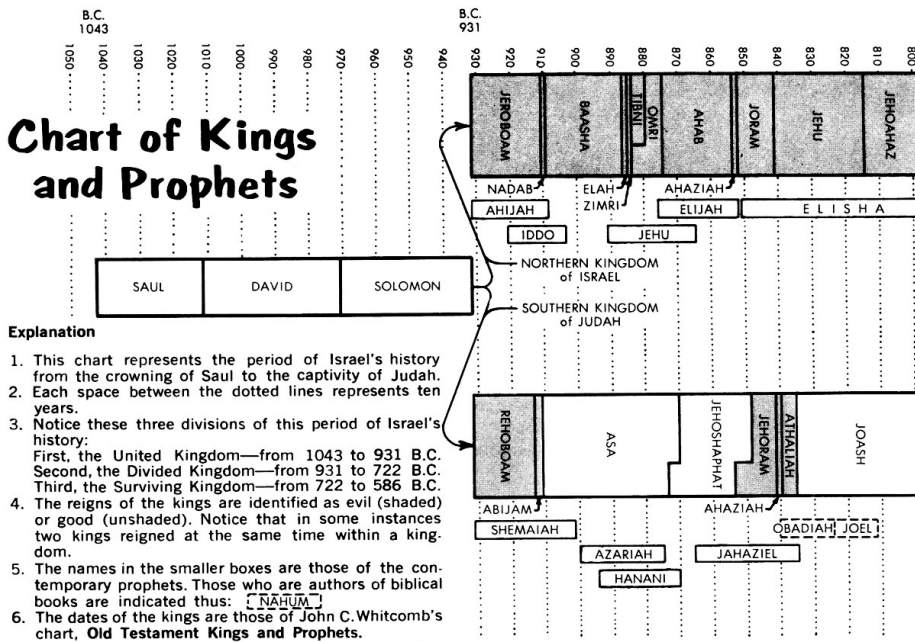 B.C.
1043
B.C.
931
1050
1040
1030
1020
1010
1000
990
980
970
960
950
940
930
920
910
900
890
880
870
860
850
840
830
820
810
800
Chart of Kings
and Prophets
JEROBOAM
BAASHA
TIBNI
OMRI
AHAB
JORAM
JEHU
JEHOAHAZ
NADAB
ELAH
ZIMRI
AHAZIAH
AHIJAH
ELIJAH
ELISHA
IDDO
JEHU
NORTHERN KINGDOM
of ISRAEL
SAUL
DAVID
SOLOMON
SOUTHERN KINGDOM
of JUDAH
Explanation
1. This chart represents the period of Israel's history
from the crowning of Saul to the captivity of Judah.
2. Each space between the dotted lines represents ten
years.
3. Notice these three divisions of this period of Israel's
history:
First, the United Kingdom—from 1043 to 931 B.C.
Second, the Divided Kingdom—from 931 to 722 B.C.
Third, the Surviving Kingdom—from 722 to 586 B.C.
4. The reigns of the kings are identified as evil (shaded)
or good (unshaded). Notice that in some instances
two kings reigned at the same time within a king-
dom.
5. The names in the smaller boxes are those of the con-
temporary prophets. Those who are authors of biblical
books are indicated thus: NAHUM
6. The dates of the kings are those of John C. Whitcomb's
chart, Old Testament Kings and Prophets.
REHOBOAM
ASA
JEHOSHAPHAT
JEHORAM
ATHALIAH
JOASH
ABIJAM
AHAZIAH
SHEMAIAH
OBADIAH
JOEL
AZARIAH
JAHAZIEL
HANANI